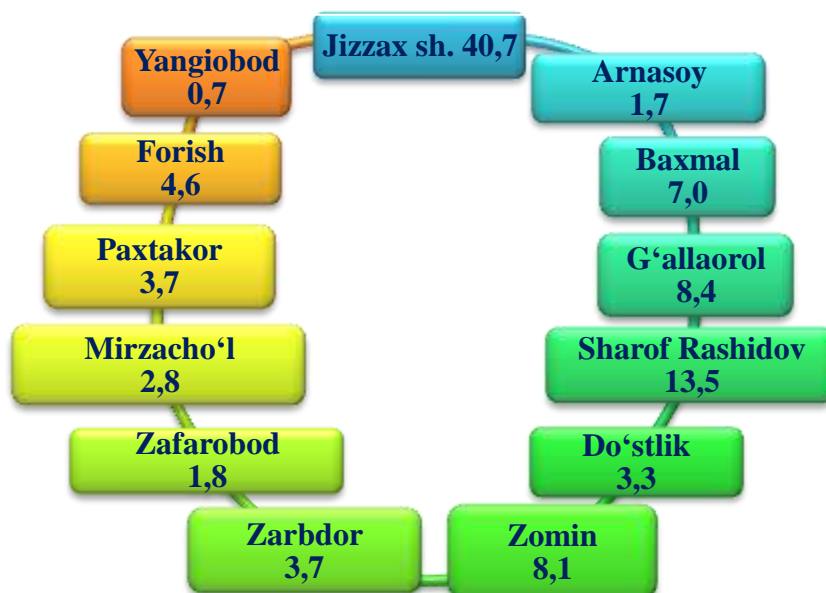 Jizzax sh. 40,7
Arnasoy
1,7
Baxmal
7,0
G‘allaorol
8,4
Sharof Rashidov
13,5
Do‘stlik
3,3
Zomin
8,1
Zarbdor
3,7
Zafarobod
1,8
Mirzacho‘l
2,8
Paxtakor
3,7
Forish
4,6
Yangiobod
0,7